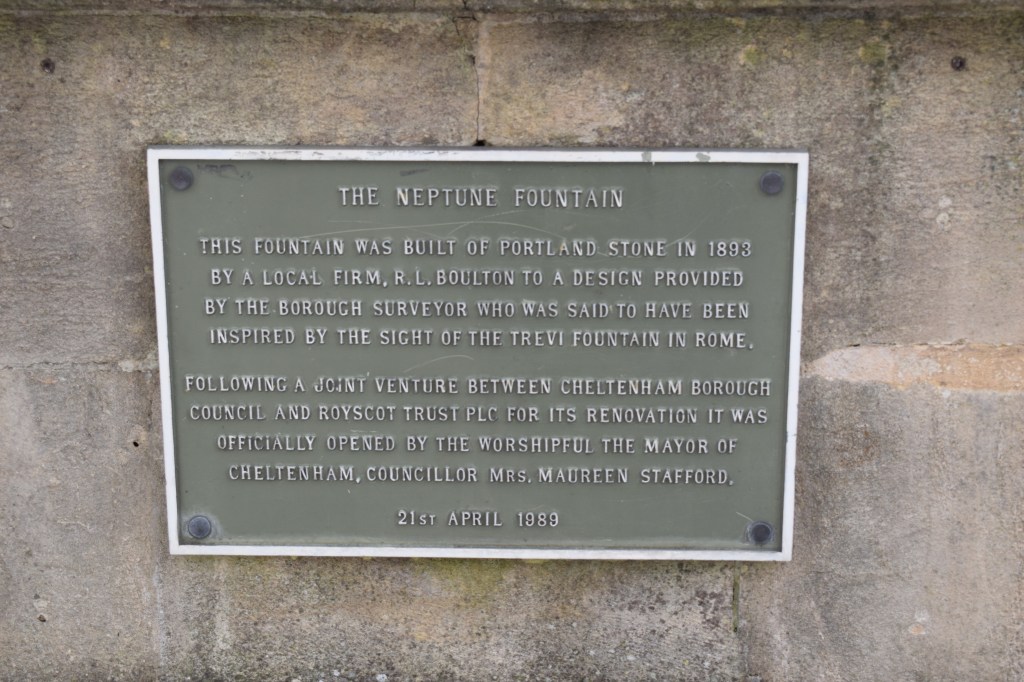 THE NEPTUNE FOUNTAIN
THIS FOUNTAIN WAS BUILT OF PORTLAND STONE IN 1893
BY A LOCAL FIRM, R.L. BOULTON TO A DESIGN PROVIDED
BY THE BOROUGH SURVEYOR WHO WAS SAID TO HAVE BEEN
INSPIRED BY THE SIGHT OF THE TREVI FOUNTAIN IN ROME.
FOLLOWING A JOINT VENTURE BETWEEN CHELTENHAM BOROUGH
COUNCIL AND ROYSCOT TRUST PLC FOR ITS RENOVATION IT WAS
OFFICIALLY OPENED BY THE WORSHIPFUL THE MAYOR OF
CHELTENHAM, COUNCILLOR MRS. MAUREEN STAFFORD.
21ST APRIL 1989